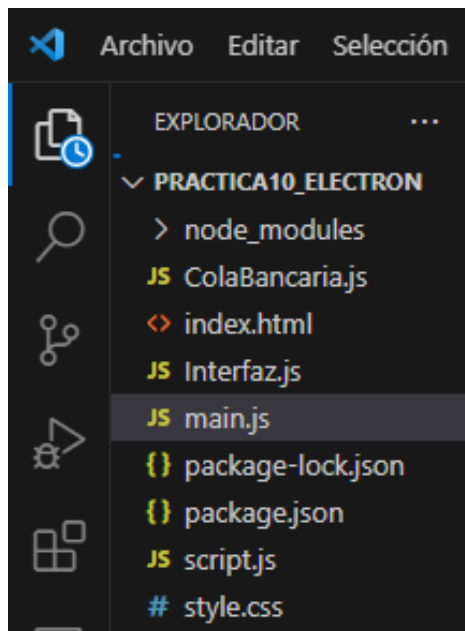 Archivo Editar Selección
EXPLORADOR ...
PRACTICA10_ELECTRON
node_modules
JS ColaBancaria.js
<> index.html
JS Interfaz.js
JS main.js
{} package-lock.json
{} package.json
JS script.js
# style.css